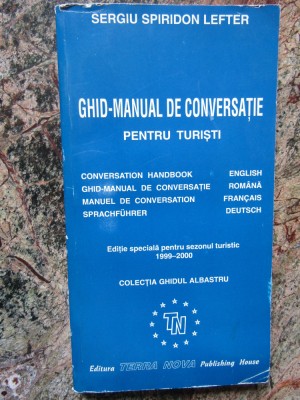 SERGIU SPIRIDON LEFTER
GHID-MANUAL DE CONVERSAȚIE
PENTRU TURIȘTI
CONVERSATION HANDBOOK ENGLISH
GHID-MANUAL DE CONVERSAȚIE ROMÂNĂ
MANUEL DE CONVERSATION FRANÇAIS
SPRACHFÜHRER DEUTSCH
Ediție specială pentru sezonul turistic
1999-2000
COLECȚIA GHIDUL ALBASTRU
TN
Editura TERRA NOVA Publishing House